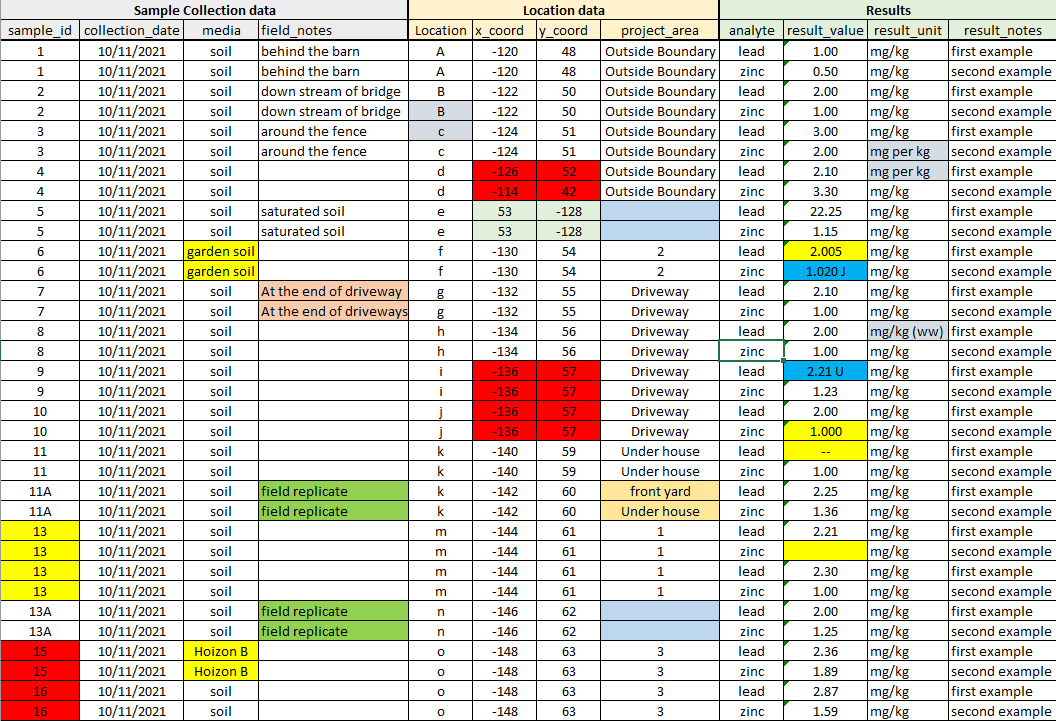 Sample Collection data Location data Results
sample_id collection_date media field_notes Location x_coord y_coord project_area analyte result_value result_unit result_notes
1 10/11/2021 soil behind the barn A -120 48 Outside Boundary lead 1.00 mg/kg first example
1 10/11/2021 soil behind the barn A -120 48 Outside Boundary zinc 0.50 mg/kg second example
2 10/11/2021 soil down stream of bridge B -122 50 Outside Boundary lead 2.00 mg/kg first example
2 10/11/2021 soil down stream of bridge B -122 50 Outside Boundary zinc 1.00 mg/kg second example
3 10/11/2021 soil around the fence c -124 51 Outside Boundary lead 3.00 mg/kg first example
3 10/11/2021 soil around the fence c -124 51 Outside Boundary zinc 2.00 mg per kg second example
4 10/11/2021 soil d -126 52 Outside Boundary lead 2.10 mg per kg first example
4 10/11/2021 soil d -114 42 Outside Boundary zinc 3.30 mg/kg second example
5 10/11/2021 soil saturated soil e 53 -128 lead 22.25 mg/kg first example
5 10/11/2021 soil saturated soil e 53 -128 zinc 1.15 mg/kg second example
6 10/11/2021 garden soil f -130 54 2 lead 2.005 mg/kg first example
6 10/11/2021 garden soil f -130 54 2 zinc 1.020 J mg/kg second example
7 10/11/2021 soil At the end of driveway g -132 55 Driveway lead 2.10 mg/kg first example
7 10/11/2021 soil At the end of driveways g -132 55 Driveway zinc 1.00 mg/kg second example
8 10/11/2021 soil h -134 56 Driveway lead 2.00 mg/kg (ww) first example
8 10/11/2021 soil h -134 56 Driveway zinc 1.00 mg/kg second example
9 10/11/2021 soil i -136 57 Driveway lead 2.21 U mg/kg first example
9 10/11/2021 soil i -136 57 Driveway zinc 1.23 mg/kg second example
10 10/11/2021 soil j -136 57 Driveway lead 2.00 mg/kg first example
10 10/11/2021 soil j -136 57 Driveway zinc 1.000 mg/kg second example
11 10/11/2021 soil k -140 59 Under house lead -- mg/kg first example
11 10/11/2021 soil k -140 59 Under house zinc 1.00 mg/kg second example
11A 10/11/2021 soil field replicate k -142 60 front yard lead 2.25 mg/kg first example
11A 10/11/2021 soil field replicate k -142 60 Under house zinc 1.36 mg/kg second example
13 10/11/2021 soil m -144 61 1 lead 2.21 mg/kg first example
13 10/11/2021 soil m -144 61 1 zinc mg/kg second example
13 10/11/2021 soil m -144 61 1 lead 2.30 mg/kg first example
13 10/11/2021 soil m -144 61 1 zinc 1.00 mg/kg second example
13A 10/11/2021 soil field replicate n -146 62 lead 2.00 mg/kg first example
13A 10/11/2021 soil field replicate n -146 62 zinc 1.25 mg/kg second example
15 10/11/2021 Hoizon B o -148 63 3 lead 2.36 mg/kg first example
15 10/11/2021 Hoizon B o -148 63 3 zinc 1.89 mg/kg second example
16 10/11/2021 soil o -148 63 3 lead 2.87 mg/kg first example
16 10/11/2021 soil o -148 63 3 zinc 1.59 mg/kg second example